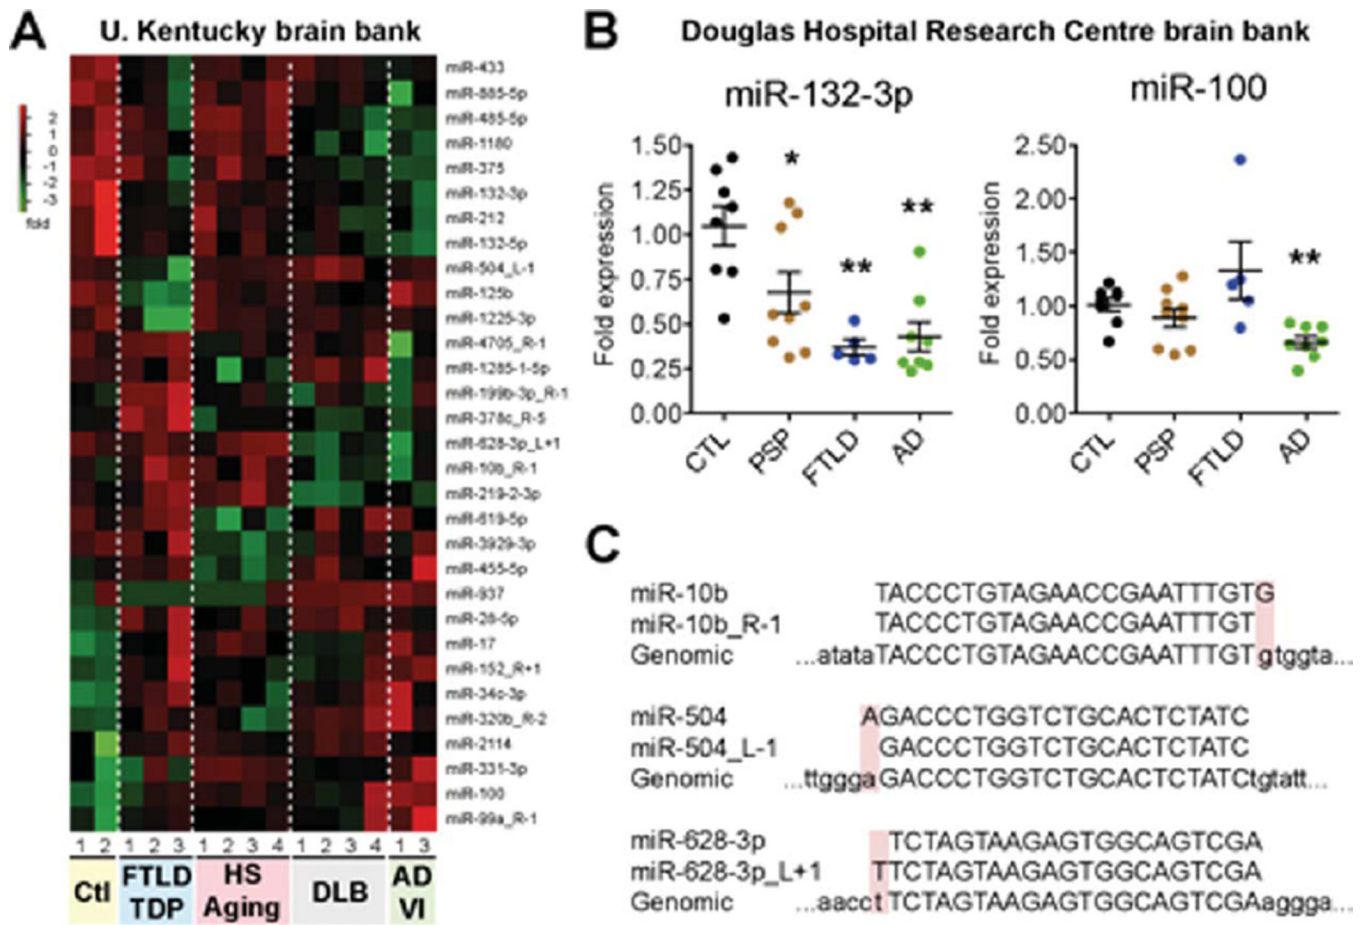 A
U. Kentucky brain bank
2
1
0
-1
-2
-3
fold
miR-433
miR-885-5p
miR-485-5p
miR-1180
miR-375
miR-132-3p
miR-212
miR-132-5p
miR-504_L-1
miR-125b
miR-1225-3p
miR-4705_R-1
miR-1285-1-5p
miR-199b-3p_R-1
miR-378c_R-5
miR-628-3p_L+1
miR-10b_R-1
miR-219-2-3p
miR-619-5p
miR-3929-3p
miR-455-5p
miR-937
miR-28-5p
miR-17
miR-152_R+1
miR-34c-3p
miR-320b_R-2
miR-2114
miR-331-3p
miR-100
miR-99a_R-1
1 2 1 2 3 1 2 3 4 1 2 3 4 1 3
Ctl
FTLD
TDP
HS
Aging
DLB
AD
VI
B
Douglas Hospital Research Centre brain bank
miR-132-3p
Fold expression
1.50
1.25
1.00
0.75
0.50
0.25
0.00
*
**
**
CTL
PSP
FTLD
AD
miR-100
Fold expression
2.50
2.00
1.50
1.00
0.50
0.00
**
CTL
PSP
FTLD
AD
C
miR-10b TACCCTGTAGAACCGAATTTGTG
miR-10b_R-1 TACCCTGTAGAACCGAATTTGT
Genomic ...atataTACCCTGTAGAACCGAATTTGTgtggta...
miR-504 AGACCCTGGTCTGCACTCTATC
miR-504_L-1 GACCCTGGTCTGCACTCTATC
Genomic ...ttgggaGACCCTGGTCTGCACTCTATCtgtatt...
miR-628-3p TCTAGTAAGAGTGGCAGTCGA
miR-628-3p_L+1 TTCTAGTAAGAGTGGCAGTCGA
Genomic ...aacctTCTAGTAAGAGTGGCAGTCGAaggga...